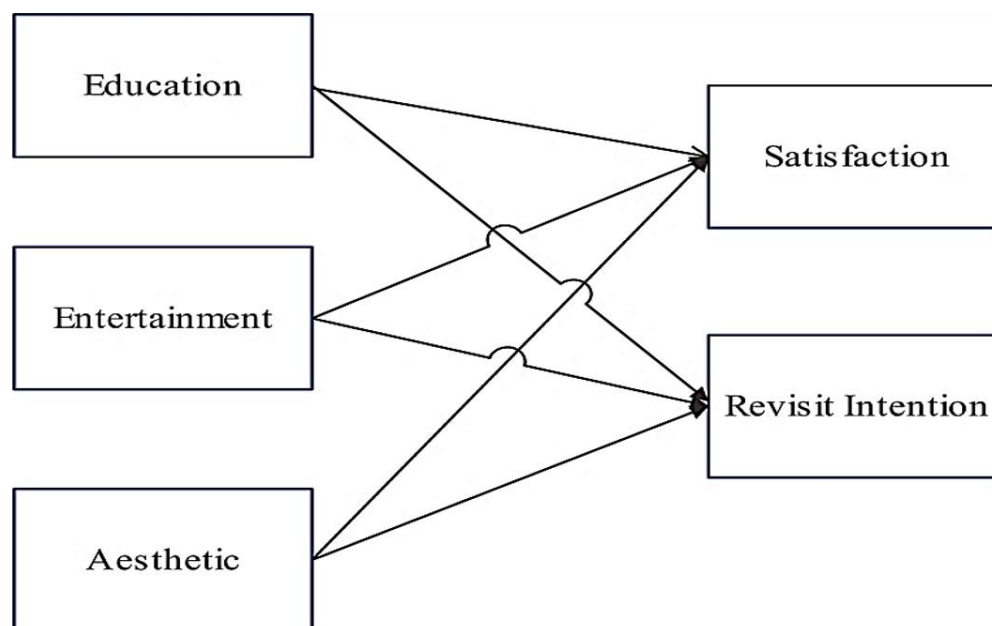 Education
Satisfaction
Entertainment
Revisit Intention
Aesthetic